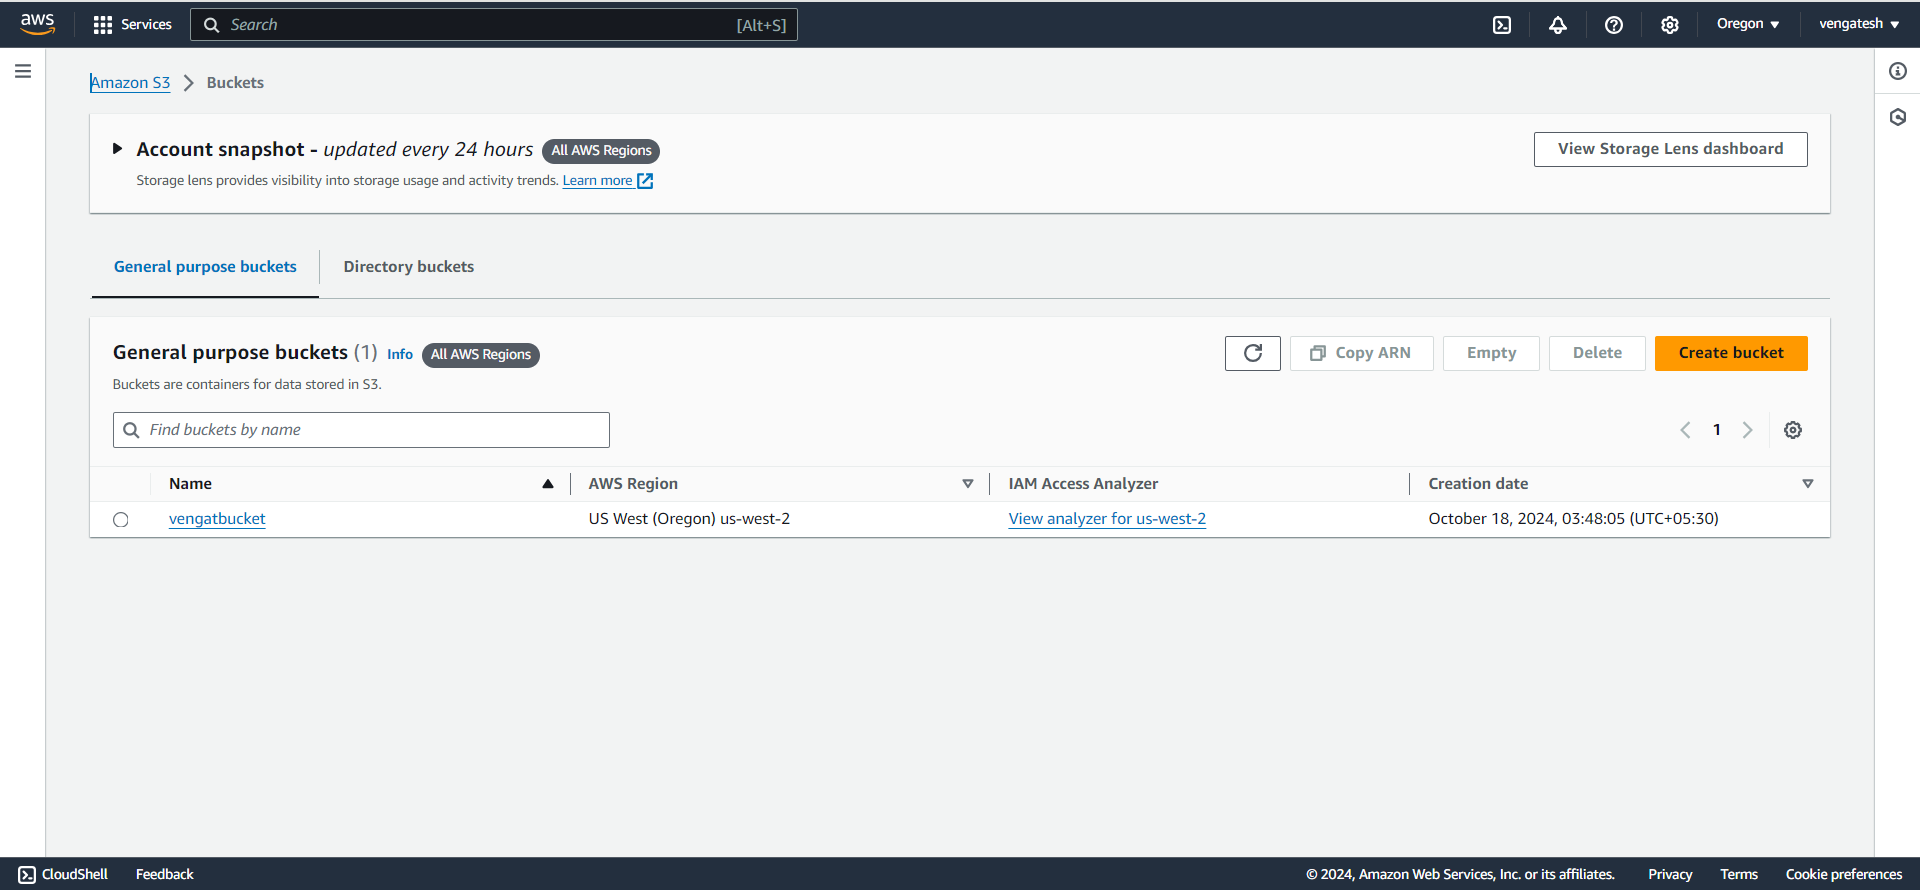 aws Services Search [Alt+S] Oregon vengatesh
Amazon S3 Buckets
Account snapshot - updated every 24 hours All AWS Regions View Storage Lens dashboard
Storage lens provides visibility into storage usage and activity trends. Learn more
General purpose buckets Directory buckets
General purpose buckets (1) Info All AWS Regions Copy ARN Empty Delete Create bucket
Buckets are containers for data stored in S3.
Find buckets by name 1
Name AWS Region IAM Access Analyzer Creation date
vengatbucket US West (Oregon) us-west-2 View analyzer for us-west-2 October 18, 2024, 03:48:05 (UTC+05:30)
CloudShell Feedback © 2024, Amazon Web Services, Inc. or its affiliates. Privacy Terms Cookie preferences